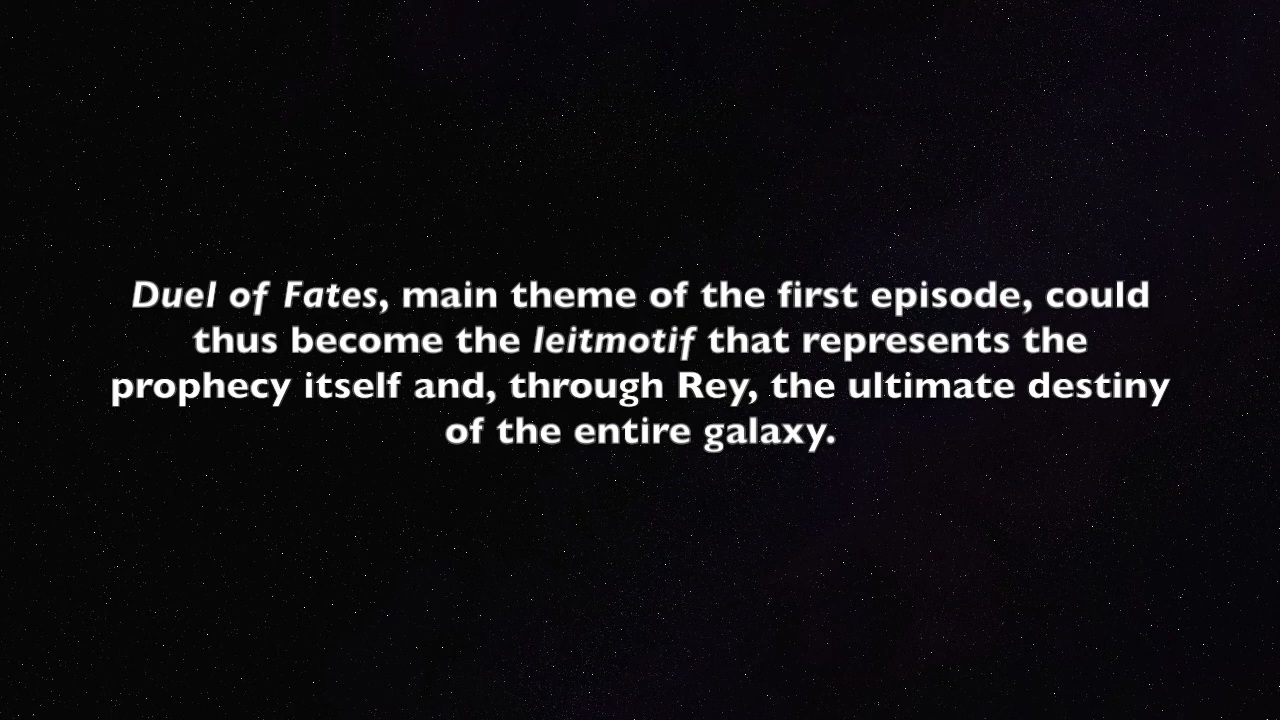 Duel of Fates, main theme of the first episode, could
thus become the leitmotif that represents the
prophecy itself and, through Rey, the ultimate destiny
of the entire galaxy.